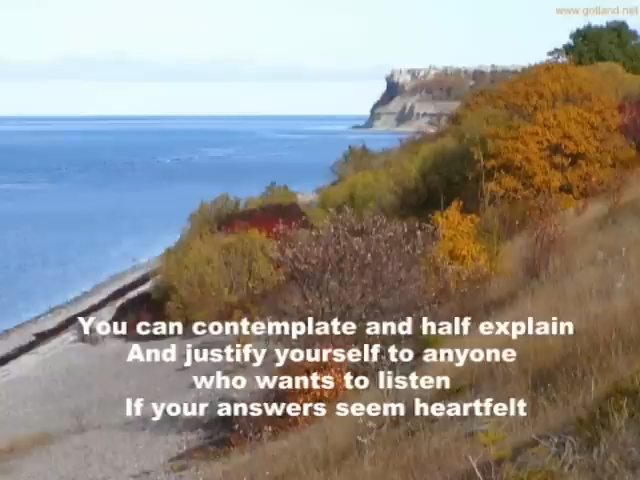 www.gotland.net
You can contemplate and half explain
And justify yourself to anyone
who wants to listen
If your answers seem heartfelt